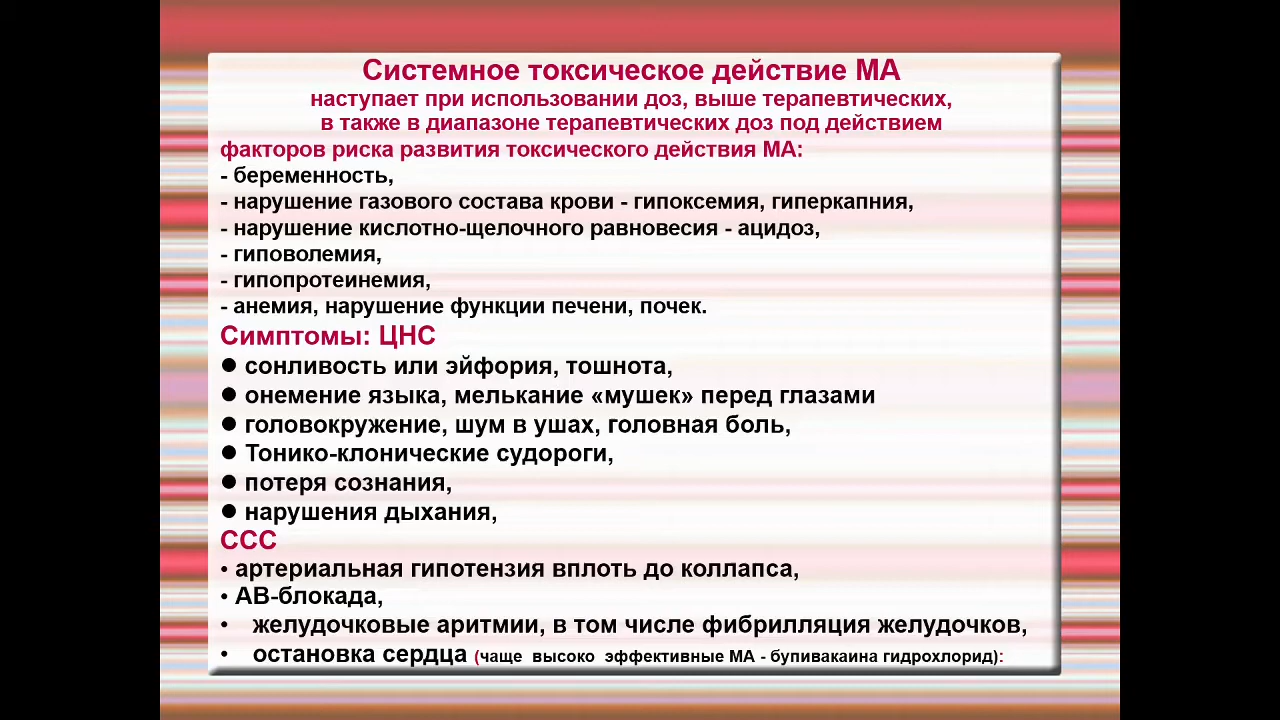 Системное токсическое действие МА
наступает при использовании доз, выше терапевтических,
в также в диапазоне терапевтических доз под действием
факторов риска развития токсического действия МА:
- беременность,
- нарушение газового состава крови - гипоксемия, гиперкапния,
- нарушение кислотно-щелочного равновесия - ацидоз,
- гиповолемия,
- гипопротеинемия,
- анемия, нарушение функции печени, почек.
Симптомы: ЦНС
● сонливость или эйфория, тошнота,
● онемение языка, мелькание «мушек» перед глазами
● головокружение, шум в ушах, головная боль,
● Тонико-клонические судороги,
● потеря сознания,
● нарушения дыхания,
ССС
• артериальная гипотензия вплоть до коллапса,
• АВ-блокада,
• желудочковые аритмии, в том числе фибрилляция желудочков,
• остановка сердца (чаще высоко эффективные МА - бупивакаина гидрохлорид):